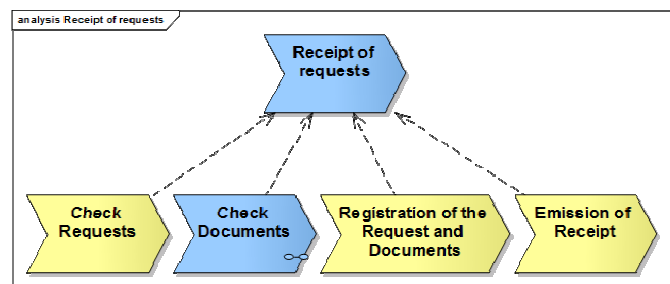 analysis Receipt of requests
Receipt of
requests
Check
Requests
Check
Documents
Registration of the
Request and
Documents
Emission of
Receipt